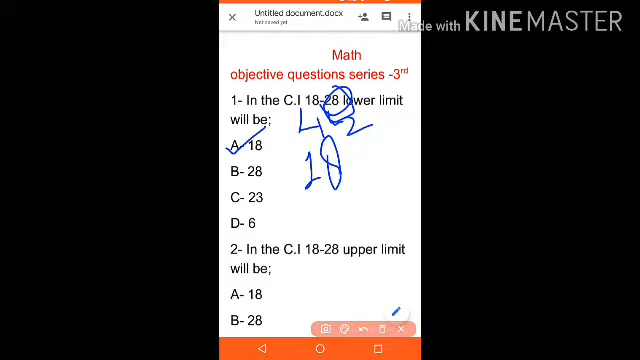 Untitled document.docx
Not saved yet
Made with KINEMASTER
Math
objective questions series -3rd
1- In the C.I 18-28 lower limit
will be;
L L 2
18
A- 18
B- 28
C- 23
D- 6
2- In the C.I 18-28 upper limit
will be;
A- 18
B- 28